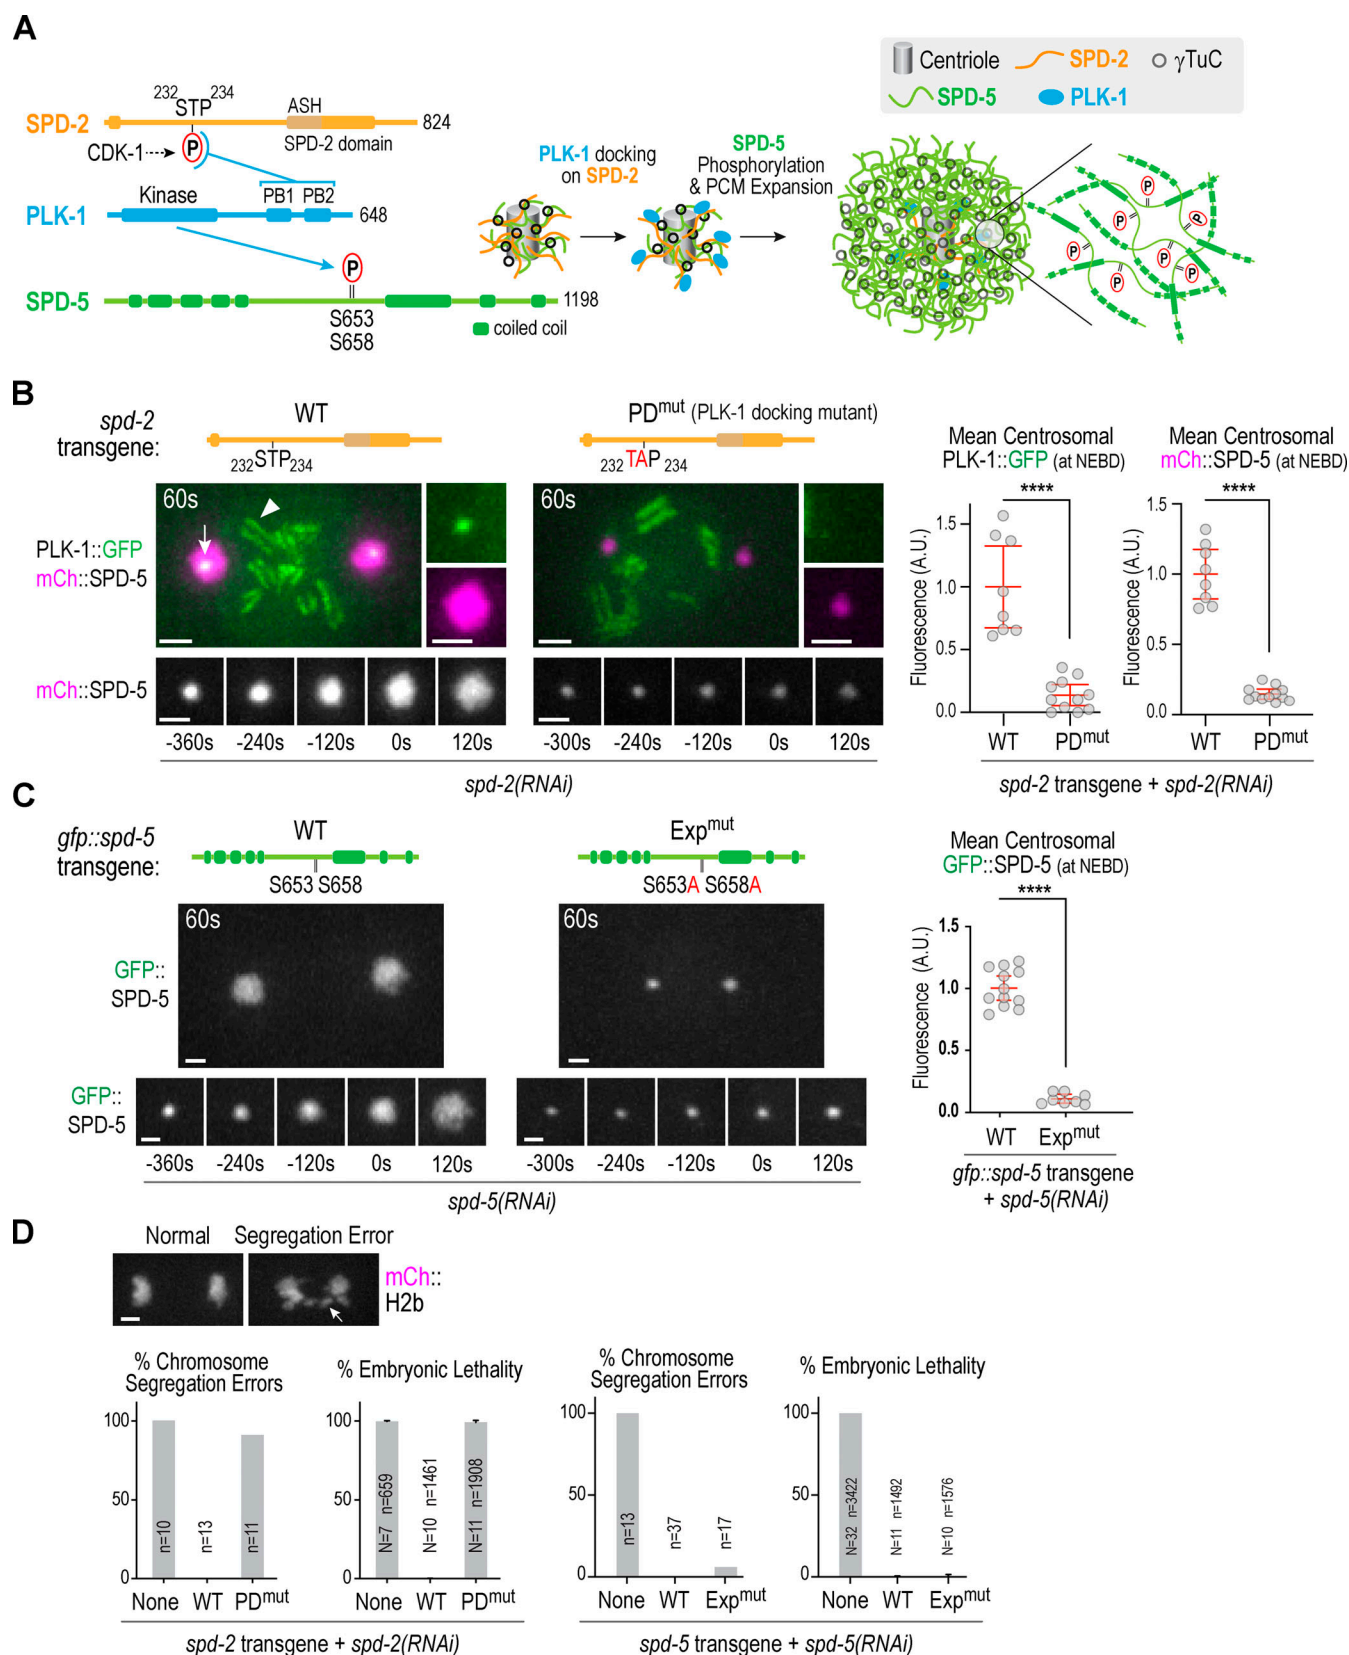 A
Centriole SPD-2 γTuC
SPD-5 PLK-1
232STP234
ASH
SPD-2 824
SPD-2 domain
CDK-1 P
Kinase PB1 PB2
PLK-1 648
P
SPD-5 1198
S653
S658
coiled coil
PLK-1 docking
on SPD-2
SPD-5
Phosphorylation
& PCM Expansion
P
P
P
P
P
P
P
B
spd-2
transgene:
WT
232STP234
PDmut (PLK-1 docking mutant)
232TAP234
PLK-1::GFP
mCh::SPD-5
60s
60s
mCh::SPD-5
-360s -240s -120s 0s 120s
-300s -240s -120s 0s 120s
spd-2(RNAi)
Mean Centrosomal
PLK-1::GFP (at NEBD)
****
Fluorescence (A.U.)
1.5
1.0
0.5
0.0
WT PDmut
Mean Centrosomal
mCh::SPD-5 (at NEBD)
****
Fluorescence (A.U.)
1.5
1.0
0.5
0.0
WT PDmut
spd-2 transgene + spd-2(RNAi)
C
gfp::spd-5
transgene:
WT
S653 S658
Expmut
S653A S658A
60s
60s
GFP::
SPD-5
GFP::
SPD-5
-360s -240s -120s 0s 120s
-300s -240s -120s 0s 120s
spd-5(RNAi)
Mean Centrosomal
GFP::SPD-5 (at NEBD)
****
Fluorescence (A.U.)
1.5
1.0
0.5
0.0
WT Expmut
gfp::spd-5 transgene
+ spd-5(RNAi)
D
Normal Segregation Error
mCh::
H2b
% Chromosome
Segregation Errors
100
50
0
n=10
n=13
n=11
None WT PDmut
% Embryonic Lethality
100
50
0
N=7 n=659
N=10 n=1461
N=11 n=1908
None WT PDmut
spd-2 transgene + spd-2(RNAi)
% Chromosome
Segregation Errors
100
50
0
n=13
n=37
n=17
None WT Expmut
% Embryonic Lethality
100
50
0
N=32 n=3422
N=11 n=1492
N=10 n=1576
None WT Expmut
spd-5 transgene + spd-5(RNAi)